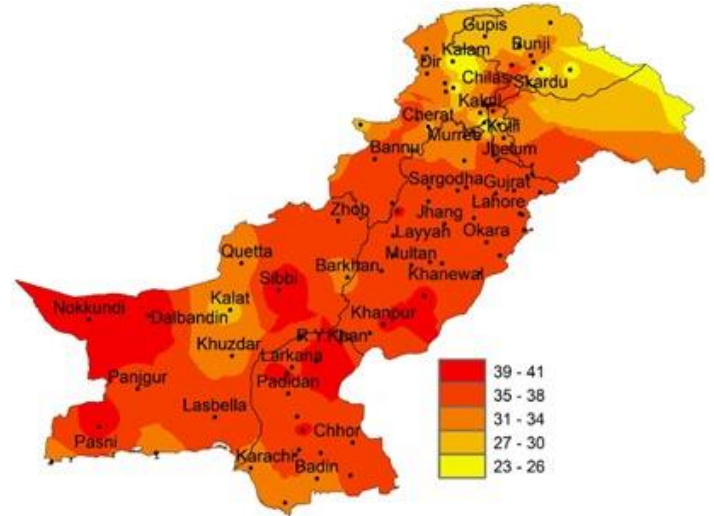 Gupis
Bunji
Kalam
Dir
Chilas
Skardu
Kakul
Cherat
Kotli
Murree
Bannu
Jhelum
Sargodha
Gujrat
Lahore
Zhob
Jhang
Layyah
Okara
Quetta
Multan
Barkhan
Khanewal
Sibbi
Kalat
Nokkundi
Dalbandin
Khanpur
R Y Khan
Khuzdar
Larkana
Panjgur
Padidan
Lasbella
Pasni
Chhor
Karachi
Badin
39 - 41
35 - 38
31 - 34
27 - 30
23 - 26